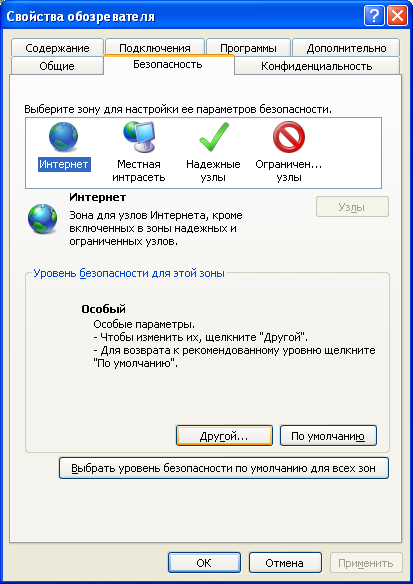 Свойства обозревателя
Содержание Подключения Программы Дополнительно
Общие Безопасность Конфиденциальность
Выберите зону для настройки ее параметров безопасности.
Интернет Местная интрасеть Надежные узлы Ограничен... узлы
Интернет
Узлы
Зона для узлов Интернета, кроме
включенных в зоны надежных и
ограниченных узлов.
Уровень безопасности для этой зоны
Особый
Особые параметры.
- Чтобы изменить их, щелкните "Другой".
- Для возврата к рекомендованному уровню щелкните
"По умолчанию".
Другой... По умолчанию
Выбрать уровень безопасности по умолчанию для всех зон
ОК Отмена Применить